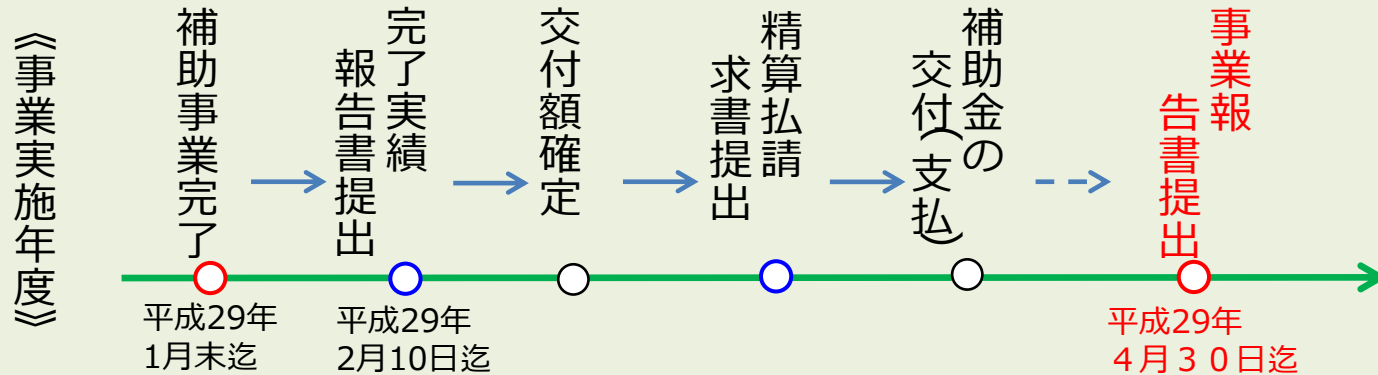 《事業実施年度》
補助事業完了
完了実績
報告書提出
交付額確定
精算払請
求書提出
補助金の
交付(支払)
事業報
告書提出
平成29年
1月末迄
平成29年
2月10日迄
平成29年
４月３０日迄